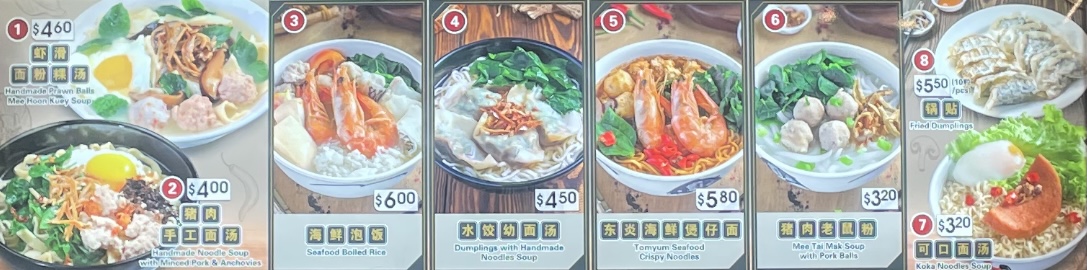 1 $4.60
虾滑
面粉粿汤
Handmade Prawn Balls
Mee Hoon Kuey Soup
2 $4.00
猪肉
手工面汤
Handmade Noodle Soup
with Minced Pork & Anchovies
3
$6.00
海鲜泡饭
Seafood Boiled Rice
4
$4.50
水饺幼面汤
Dumplings with Handmade
Noodles Soup
5
$5.80
东炎海鲜煲仔面
Tomyum Seafood
Crispy Noodles
6
$3.20
猪肉老鼠粉
Mee Tai Mak Soup
with Pork Balls
8
$5.50 (10个
/pcs)
锅贴
Fried Dumplings
7 $3.20
可口面汤
Koka Noodles Soup